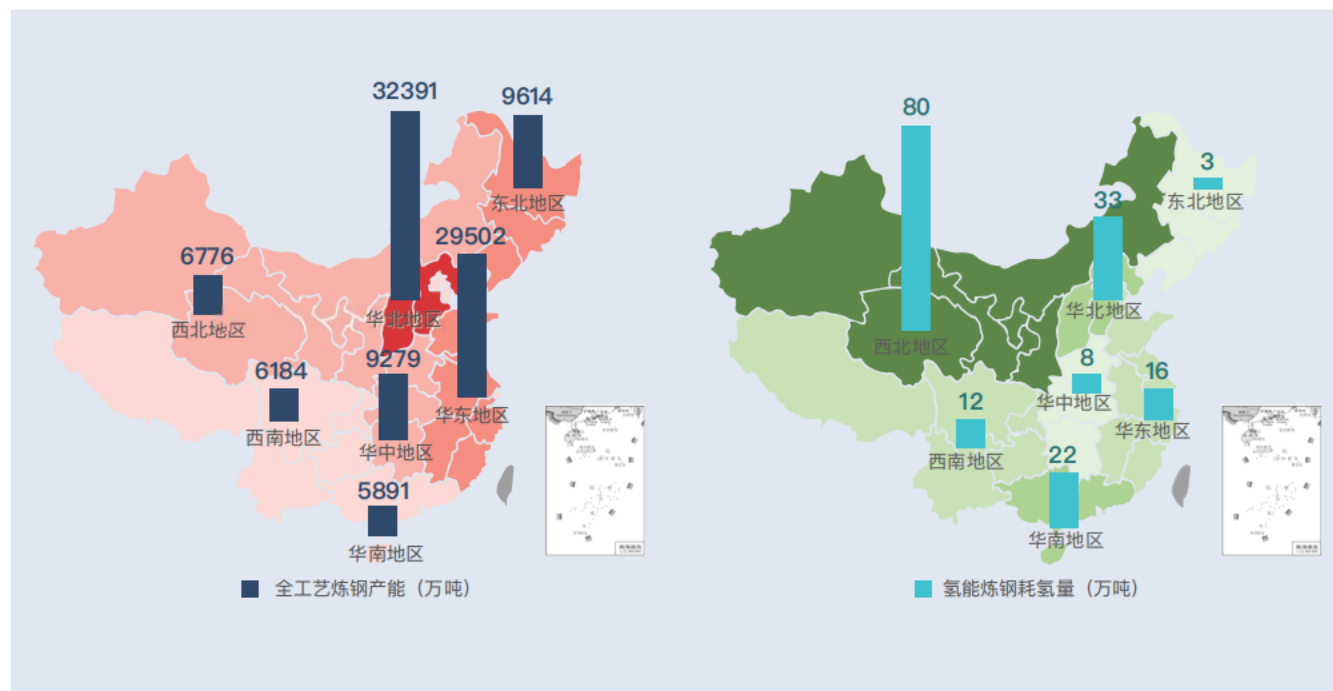 32391
9614
东北地区
29502
6776
西北地区
华北地区
9279
6184
西南地区
华中地区
华东地区
5891
华南地区
全工艺炼钢产能（万吨）
80
3
东北地区
33
华北地区
西北地区
8
华中地区
16
华东地区
12
西南地区
22
华南地区
氢能炼钢耗氢量（万吨）